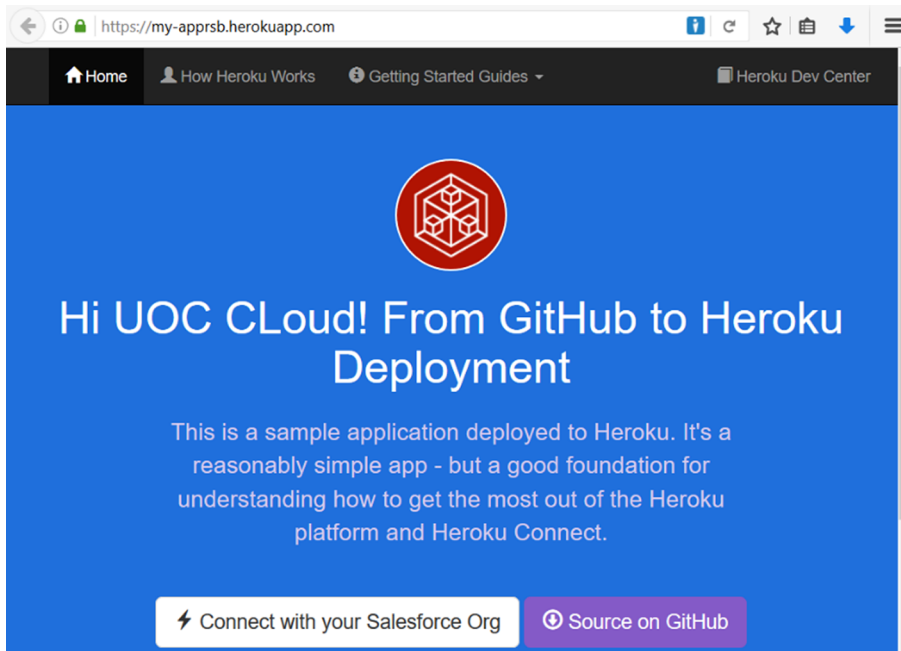 https://my-apprsb.herokuapp.com
Home How Heroku Works Getting Started Guides Heroku Dev Center
Hi UOC CLoud! From GitHub to Heroku
Deployment
This is a sample application deployed to Heroku. It's a
reasonably simple app - but a good foundation for
understanding how to get the most out of the Heroku
platform and Heroku Connect.
Connect with your Salesforce Org Source on GitHub